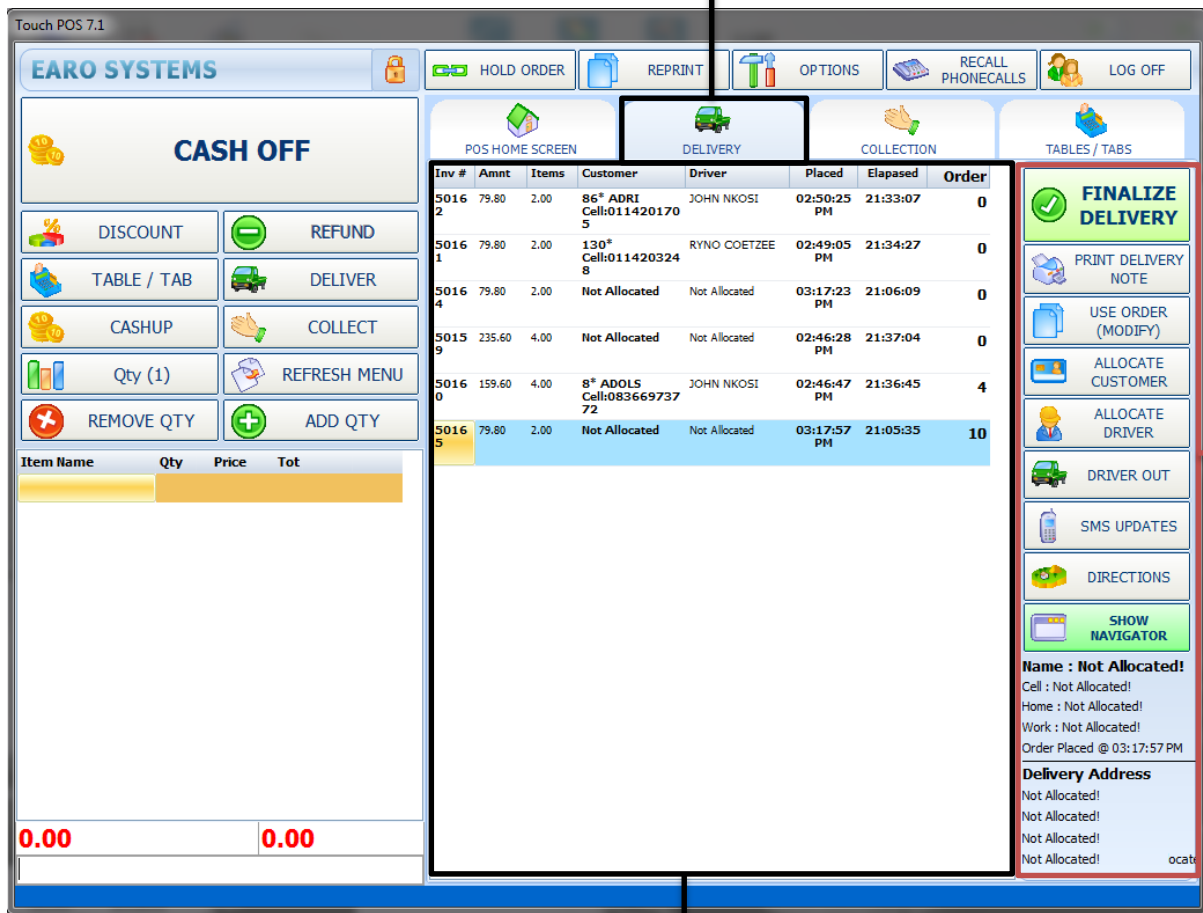 Touch POS 7.1
EARO SYSTEMS
HOLD ORDER
REPRINT
OPTIONS
RECALL
PHONECALLS
LOG OFF
CASH OFF
POS HOME SCREEN
DELIVERY
COLLECTION
TABLES / TABS
DISCOUNT
REFUND
TABLE / TAB
DELIVER
CASHUP
COLLECT
Qty (1)
REFRESH MENU
REMOVE QTY
ADD QTY
Item Name Qty Price Tot
0.00 0.00
Inv # Amnt Items Customer Driver Placed Elapased Order
5016 79.80 2.00 86* ADRI JOHN NKOSI 02:50:25 21:33:07 0
2 Cell:011420170 PM
5
5016 79.80 2.00 130* RYNO COETZEE 02:49:05 21:34:27 0
1 Cell:011420324 PM
8
5016 79.80 2.00 Not Allocated Not Allocated 03:17:23 21:06:09 0
4 PM
5015 235.60 4.00 Not Allocated Not Allocated 02:46:28 21:37:04 0
9 PM
5016 159.60 4.00 8* ADOLS JOHN NKOSI 02:46:47 21:36:45 4
0 Cell:083669737 PM
72
5016 79.80 2.00 Not Allocated Not Allocated 03:17:57 21:05:35 10
5 PM
FINALIZE
DELIVERY
PRINT DELIVERY
NOTE
USE ORDER
(MODIFY)
ALLOCATE
CUSTOMER
ALLOCATE
DRIVER
DRIVER OUT
SMS UPDATES
DIRECTIONS
SHOW
NAVIGATOR
Name : Not Allocated!
Cell : Not Allocated!
Home : Not Allocated!
Work : Not Allocated!
Order Placed @ 03:17:57 PM
Delivery Address
Not Allocated!
Not Allocated!
Not Allocated!
Not Allocated! ocate